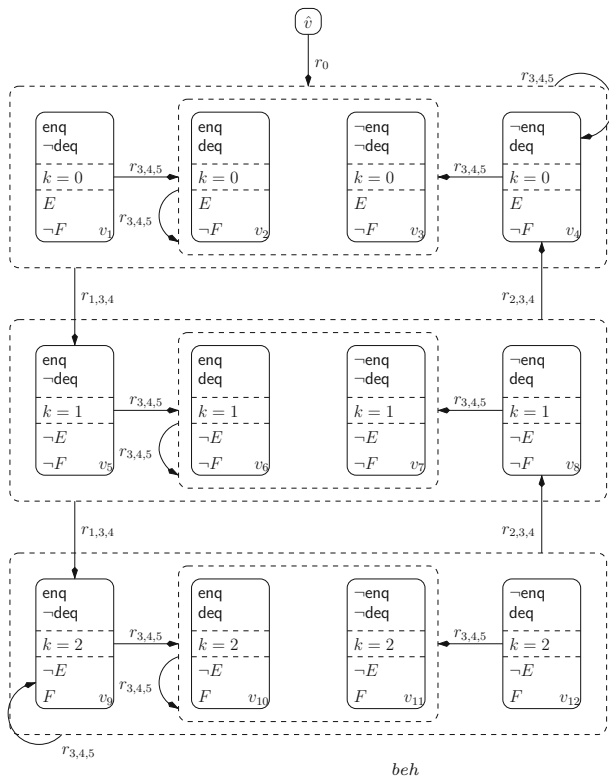 v̂
r₀
r₃,₄,₅
enq
¬deq
k = 0
E
¬F v₁
r₃,₄,₅
r₃,₄,₅
enq
deq
k = 0
E
¬F v₂
¬enq
¬deq
k = 0
E
¬F v₃
r₃,₄,₅
¬enq
deq
k = 0
E
¬F v₄
r₁,₃,₄
r₂,₃,₄
enq
¬deq
k = 1
¬E
¬F v₅
r₃,₄,₅
r₃,₄,₅
enq
deq
k = 1
¬E
¬F v₆
¬enq
¬deq
k = 1
¬E
¬F v₇
r₃,₄,₅
¬enq
deq
k = 1
¬E
¬F v₈
r₁,₃,₄
r₂,₃,₄
enq
¬deq
k = 2
¬E
F v₉
r₃,₄,₅
r₃,₄,₅
enq
deq
k = 2
¬E
F v₁₀
¬enq
¬deq
k = 2
¬E
F v₁₁
r₃,₄,₅
¬enq
deq
k = 2
¬E
F v₁₂
r₃,₄,₅
beh